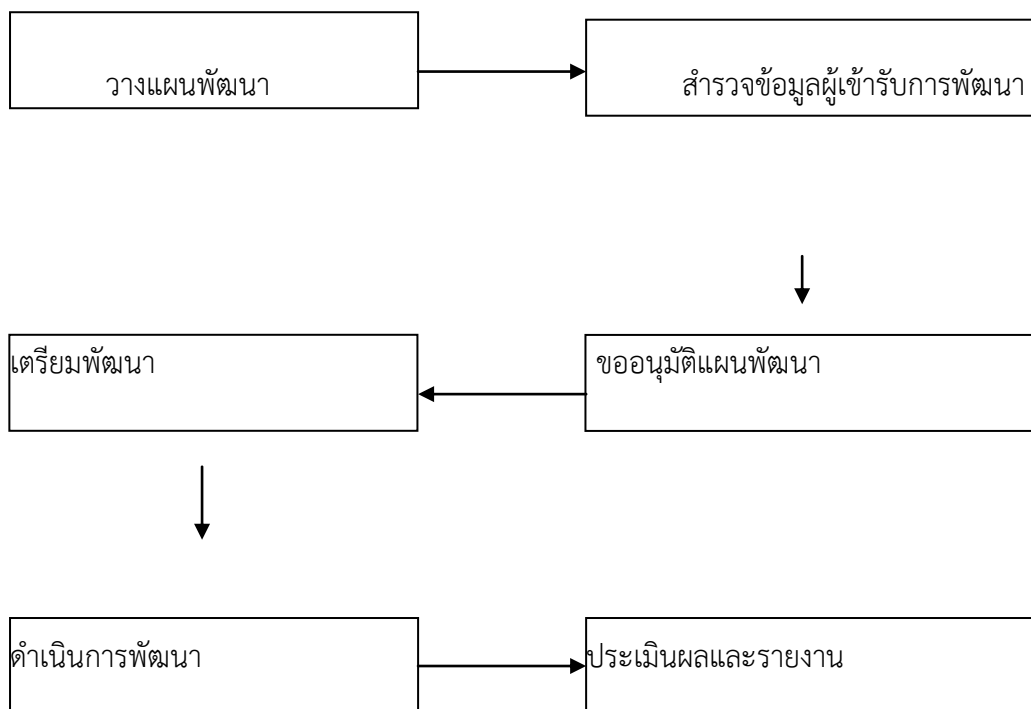 วางแผนพัฒนา
สำรวจข้อมูลผู้เข้ารับการพัฒนา
ขออนุมัติแผนพัฒนา
เตรียมพัฒนา
ดำเนินการพัฒนา
ประเมินผลและรายงาน